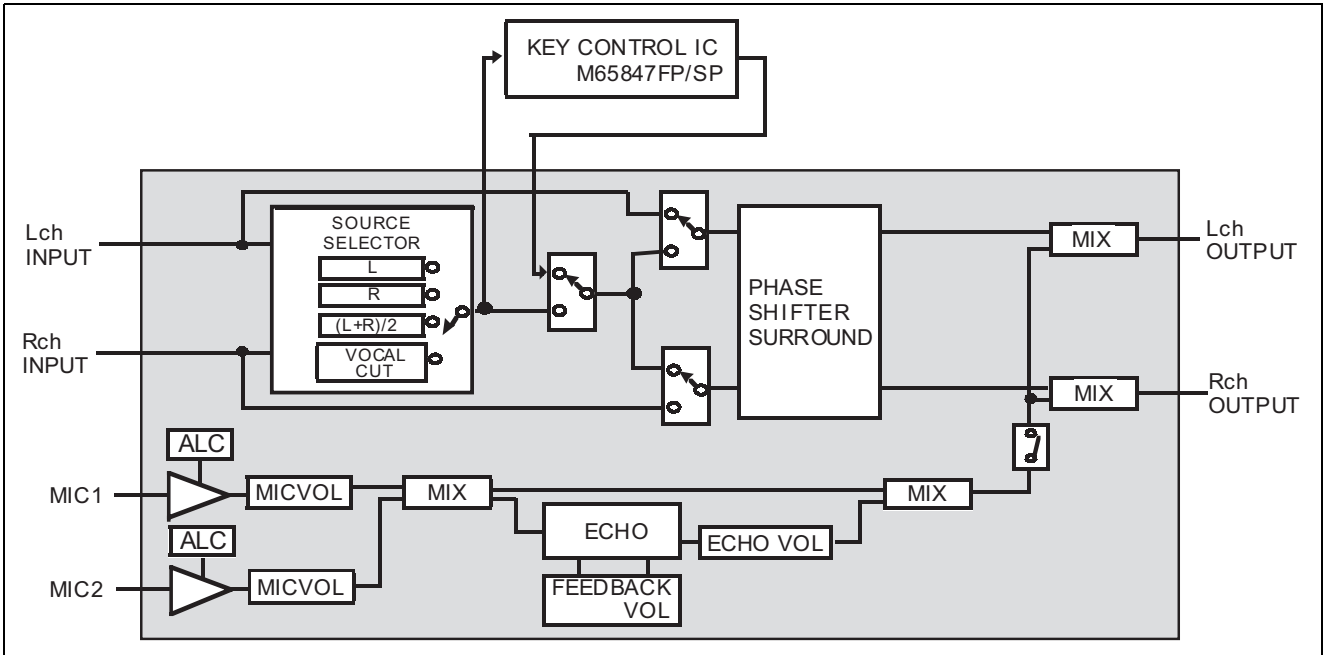 KEY CONTROL IC
M65847FP/SP
Lch
INPUT
Rch
INPUT
SOURCE
SELECTOR
L
R
(L+R)/2
VOCAL
CUT
PHASE
SHIFTER
SURROUND
MIX
Lch
OUTPUT
MIX
Rch
OUTPUT
ALC
MIC1
MICVOL
MIX
MIX
ALC
MIC2
MICVOL
ECHO
ECHO VOL
FEEDBACK
VOL